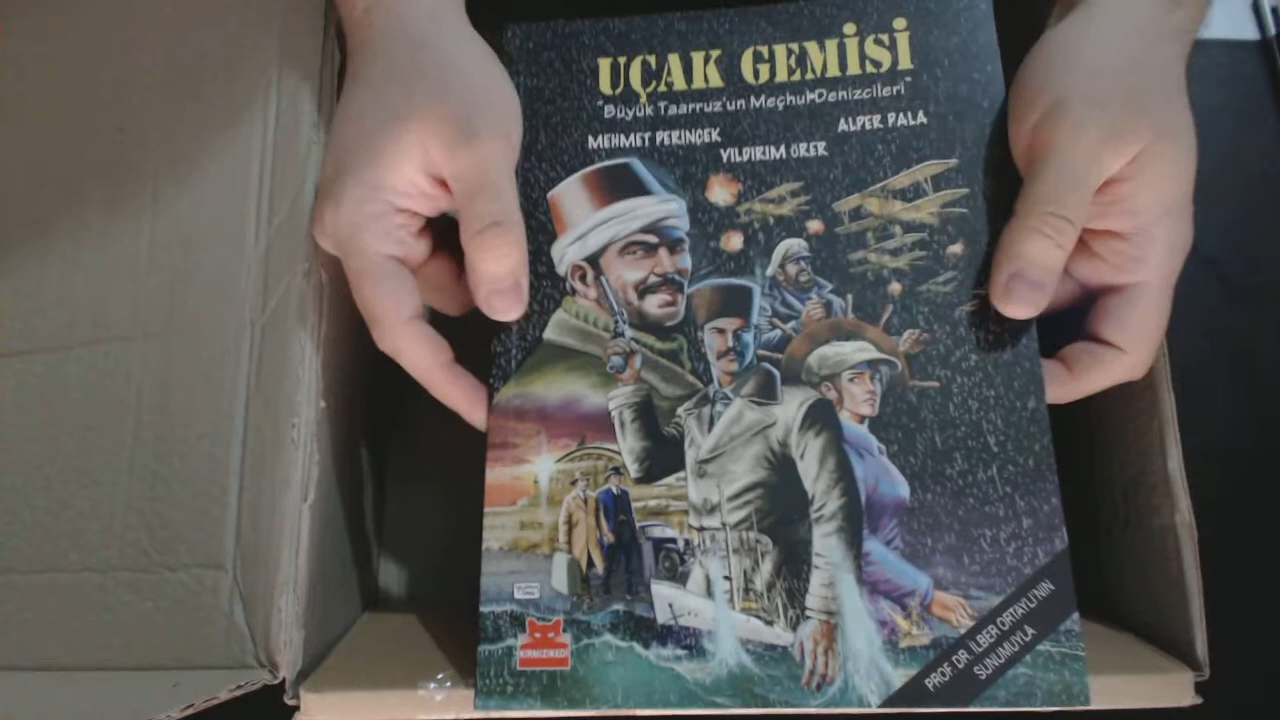 UÇAK GEMİSİ
"Büyük Taarruz'un Meçhul Denizcileri"
MEHMET PERİNÇEK
ALPER PALA
YILDIRIM ÖRER
KIRMIZIKEDİ
PROF. DR. İLBER ORTAYLI'NIN
SUNUMUYLA